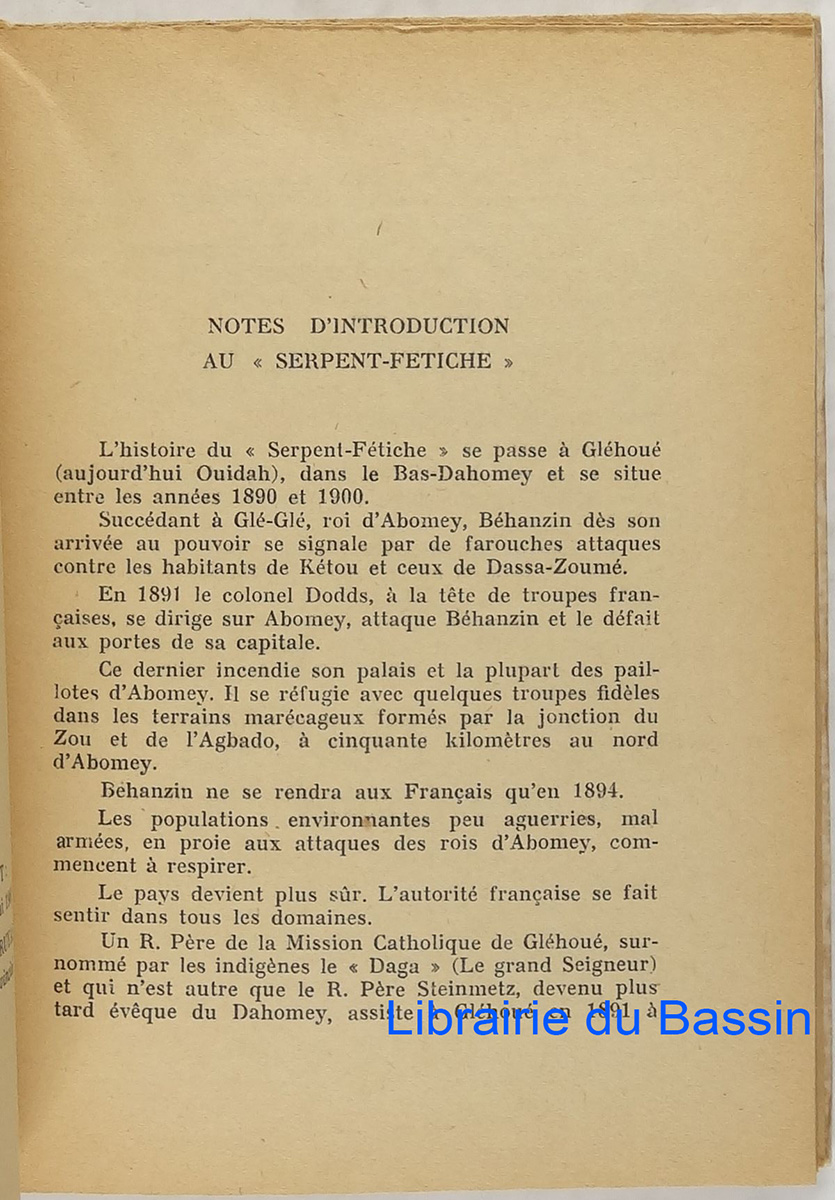 NOTES D'INTRODUCTION
AU « SERPENT-FETICHE »
L'histoire du « Serpent-Fétiche » se passe à Gléhoué
(aujourd'hui Ouidah), dans le Bas-Dahomey et se situe
entre les années 1890 et 1900.
Succédant à Glé-Glé, roi d'Abomey, Béhanzin dès son
arrivée au pouvoir se signale par de farouches attaques
contre les habitants de Kétou et ceux de Dassa-Zoumé.
En 1891 le colonel Dodds, à la tête de troupes fran-
çaises, se dirige sur Abomey, attaque Béhanzin et le défait
aux portes de sa capitale.
Ce dernier incendie son palais et la plupart des pail-
lotes d'Abomey. Il se réfugie avec quelques troupes fidèles
dans les terrains marécageux formés par la jonction du
Zou et de l'Agbado, à cinquante kilomètres au nord
d'Abomey.
Béhanzin ne se rendra aux Français qu'en 1894.
Les populations environnantes peu aguerries, mal
armées, en proie aux attaques des rois d'Abomey, com-
mencent à respirer.
Le pays devient plus sûr. L'autorité française se fait
sentir dans tous les domaines.
Un R. Père de la Mission Catholique de Gléhoué, sur-
nommé par les indigènes le « Daga » (Le grand Seigneur)
et qui n'est autre que le R. Père Steinmetz, devenu plus
tard évêque du Dahomey, assiste à Gléhoué en 1891 à
Librairie du Bassin